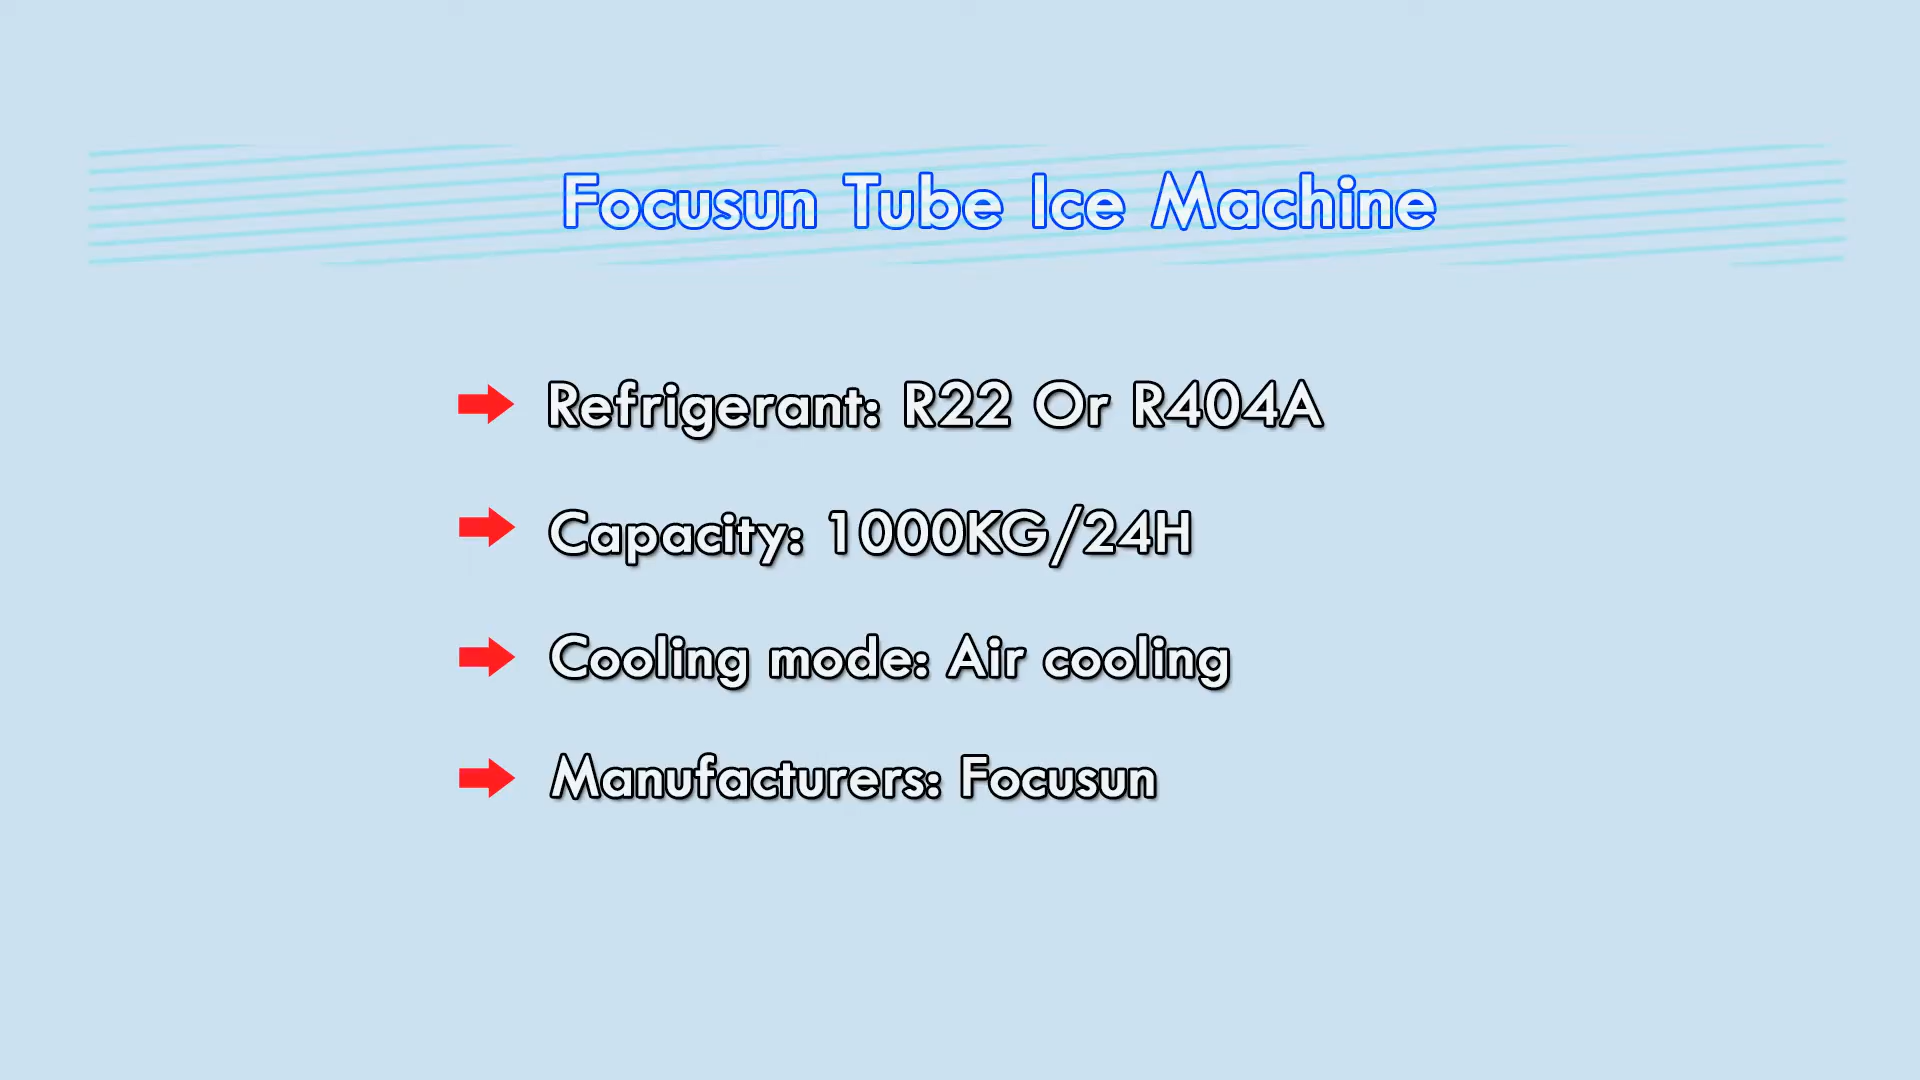 Focusun Tube Ice Machine
Refrigerant: R22 Or R404A
Capacity: 1000KG/24H
Cooling mode: Air cooling
Manufacturers: Focusun